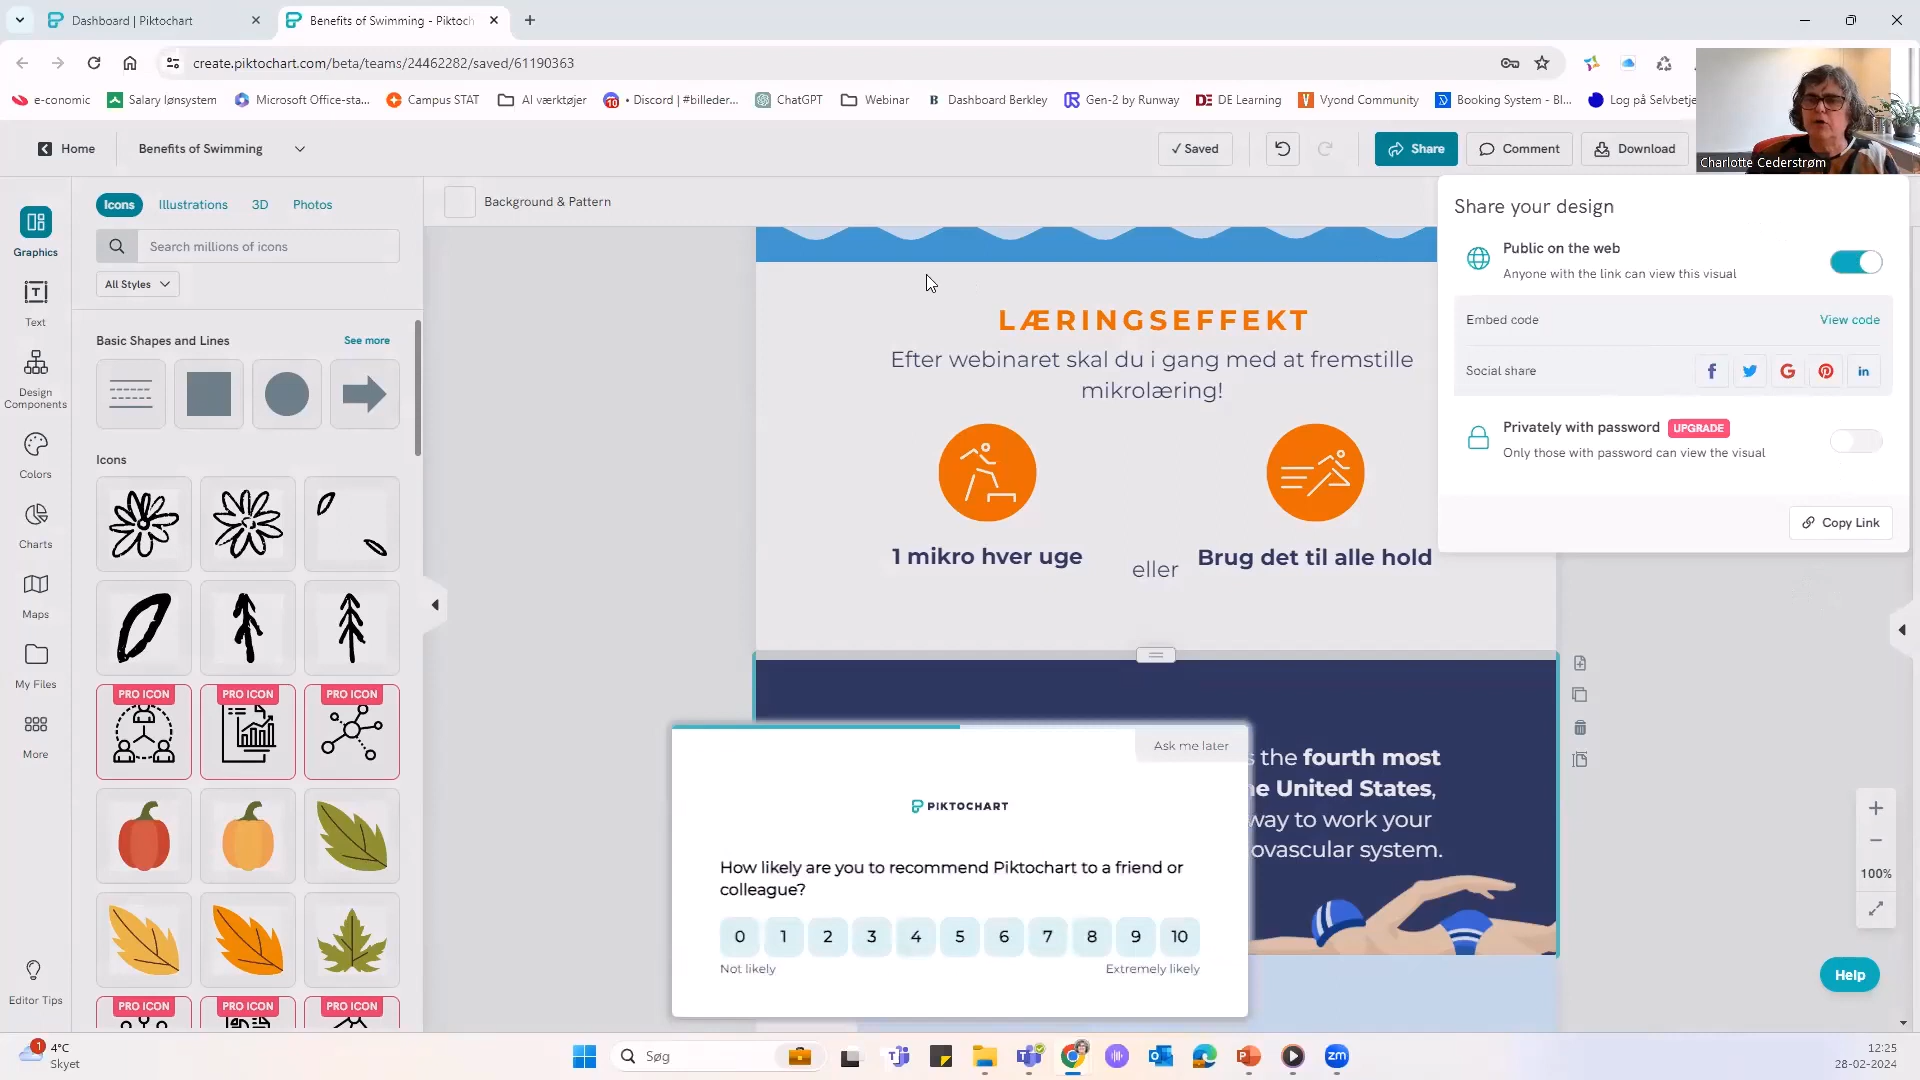 Dashboard | Piktochart
Benefits of Swimming - Piktoch
create.piktochart.com/beta/teams/24462282/saved/61190363
e-conomic
Salary lønsystem
Microsoft Office-sta...
Campus STAT
AI værktøjer
10
• Discord | #billeder...
ChatGPT
Webinar
B
Dashboard Berkley
Gen-2 by Runway
DE
DE Learning
Vyond Community
Booking System - Bl...
Log på Selvbetje
Charlotte Cederstrøm
Home
Benefits of Swimming
✓ Saved
Share
Comment
Download
Graphics
Text
Design
Components
Colors
Charts
Maps
My Files
More
Editor Tips
Icons
Illustrations
3D
Photos
Search millions of icons
All Styles
Basic Shapes and Lines
See more
Icons
PRO ICON
PRO ICON
PRO ICON
PRO ICON
PRO ICON
PRO ICON
Background & Pattern
LÆRINGSEFFEKT
Efter webinaret skal du i gang med at fremstille
mikrolæring!
1 mikro hver uge
eller
Brug det til alle hold
the fourth most
United States,
way to work your
system.
Share your design
Public on the web
Anyone with the link can view this visual
Embed code
View code
Social share
Privately with password
UPGRADE
Only those with password can view the visual
Copy Link
Ask me later
PIKTOCHART
How likely are you to recommend Piktochart to a friend or
colleague?
0 1 2 3 4 5 6 7 8 9 10
Not likely
Extremely likely
100%
Help
1
4°C
Skyet
Søg
zm
12:25
28-02-2024